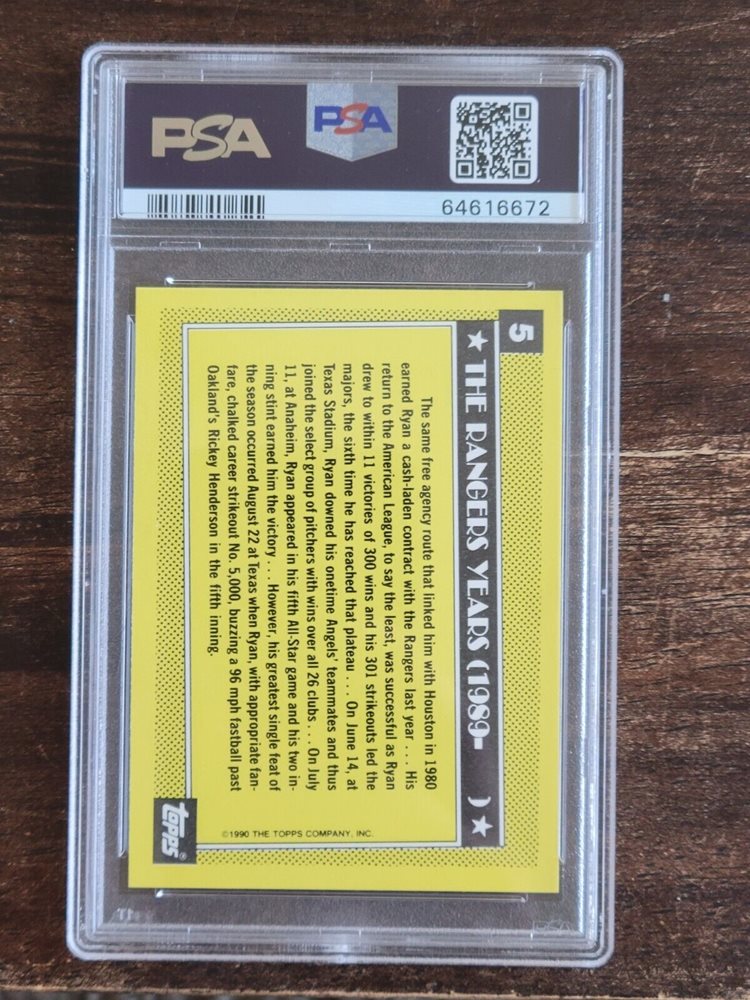 PSA
PSA
64616672
5
★ THE RANGERS YEARS (1989- ) ★
The same free agency route that linked him with Houston in 1980
earned Ryan a cash-laden contract with the Rangers last year . . . His
return to the American League, to say the least, was successful as Ryan
drew to within 11 victories of 300 wins and his 301 strikeouts led the
majors, the sixth time he has reached that plateau . . . On June 14, at
Texas Stadium, Ryan downed his onetime Angels' teammates and thus
joined the select group of pitchers with wins over all 26 clubs . . . On July
11, at Anaheim, Ryan appeared in his fifth All-Star game and his two in-
ning stint earned him the victory . . . However, his greatest single feat of
the season occurred August 22 at Texas when Ryan, with appropriate fan-
fare, chalked career strikeout No. 5,000, buzzing a 96 mph fastball past
Oakland's Rickey Henderson in the fifth inning.
©1990 THE TOPPS COMPANY, INC.
topps®
PSA